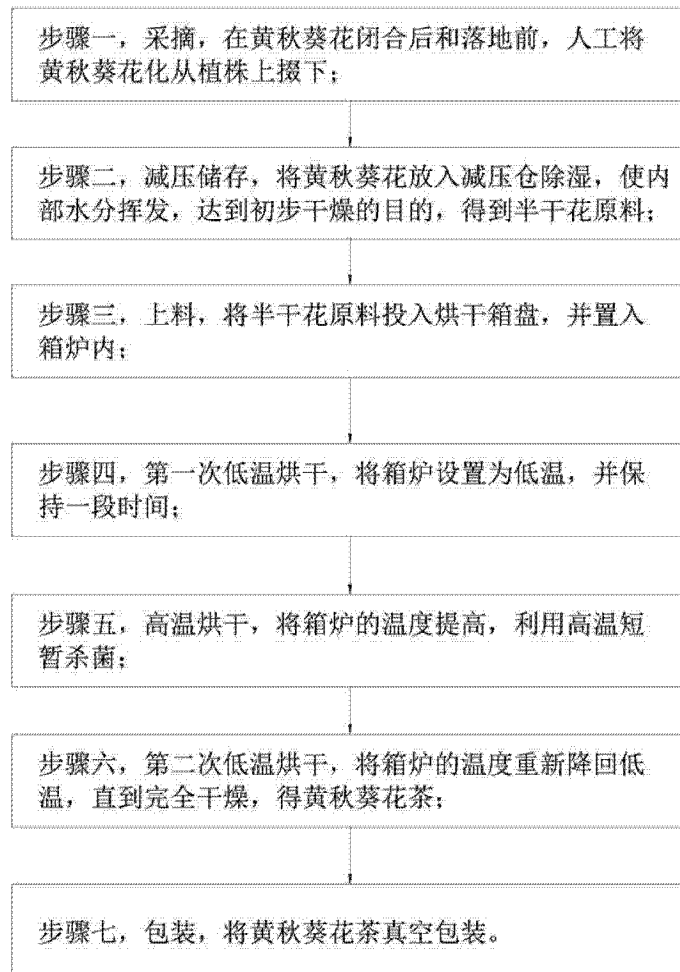 步骤一，采摘，在黄秋葵花闭合后和落地前，人工将
黄秋葵花化从植株上掇下；
步骤二，减压储存，将黄秋葵花放入减压仓除湿，使内
部水分挥发，达到初步干燥的目的，得到半干花原料；
步骤三，上料，将半干花原料投入烘干箱盘，并置入
箱炉内；
步骤四，第一次低温烘干，将箱炉设置为低温，并保
持一段时间；
步骤五，高温烘干，将箱炉的温度提高，利用高温短
暂杀菌；
步骤六，第二次低温烘干，将箱炉的温度重新降回低
温，直到完全干燥，得黄秋葵花茶；
步骤七，包装，将黄秋葵花茶真空包装。